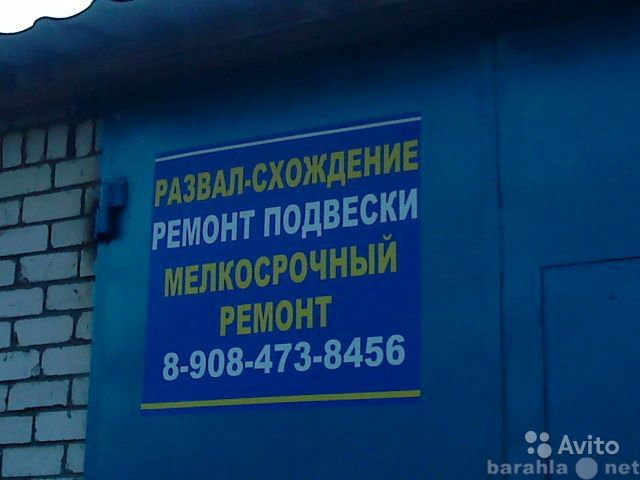 РАЗВАЛ-СХОЖДЕНИЕ
РЕМОНТ ПОДВЕСКИ
МЕЛКОСРОЧНЫЙ
РЕМОНТ
8-908-473-8456
Avito
barahla net